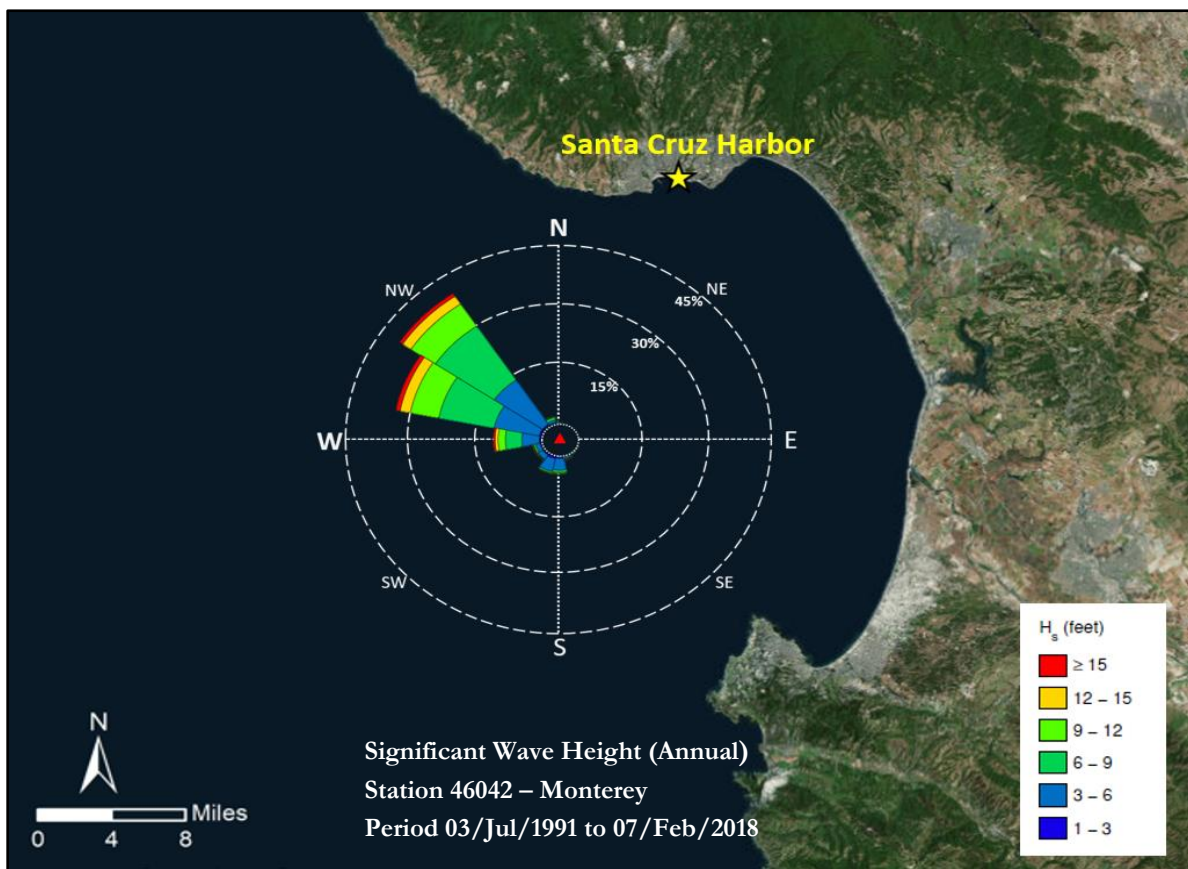 Santa Cruz Harbor
N
NW
NE
45%
30%
15%
W
E
SW
SE
S
H_s (feet)
≥ 15
12 – 15
9 – 12
6 – 9
3 – 6
1 – 3
N
Miles
0 4 8
Significant Wave Height (Annual)
Station 46042 – Monterey
Period 03/Jul/1991 to 07/Feb/2018